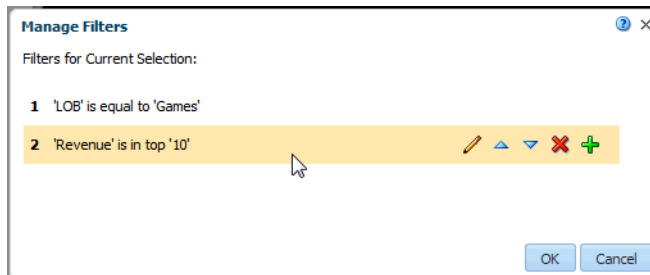 Manage Filters
Filters for Current Selection:
1 'LOB' is equal to 'Games'
2 'Revenue' is in top '10'
OK Cancel